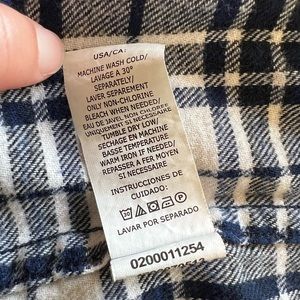 USA/CA:
MACHINE WASH COLD/
LAVAGE A 30°
SEPARATELY/
LAVER SEPAREMENT
ONLY NON-CHLORINE
BLEACH WHEN NEEDED/
EAU DE JAVEL NON CHLOREE
UNIQUEMENT SI NECESSAIRE
TUMBLE DRY LOW/
SECHAGE EN MACHINE
BASSE TEMPERATURE
WARM IRON IF NEEDED/
REPASSER A FER MOYEN
SI NECESSAIRE
INSTRUCCIONES DE
CUIDADO:
LAVAR POR SEPARADO
0200011254